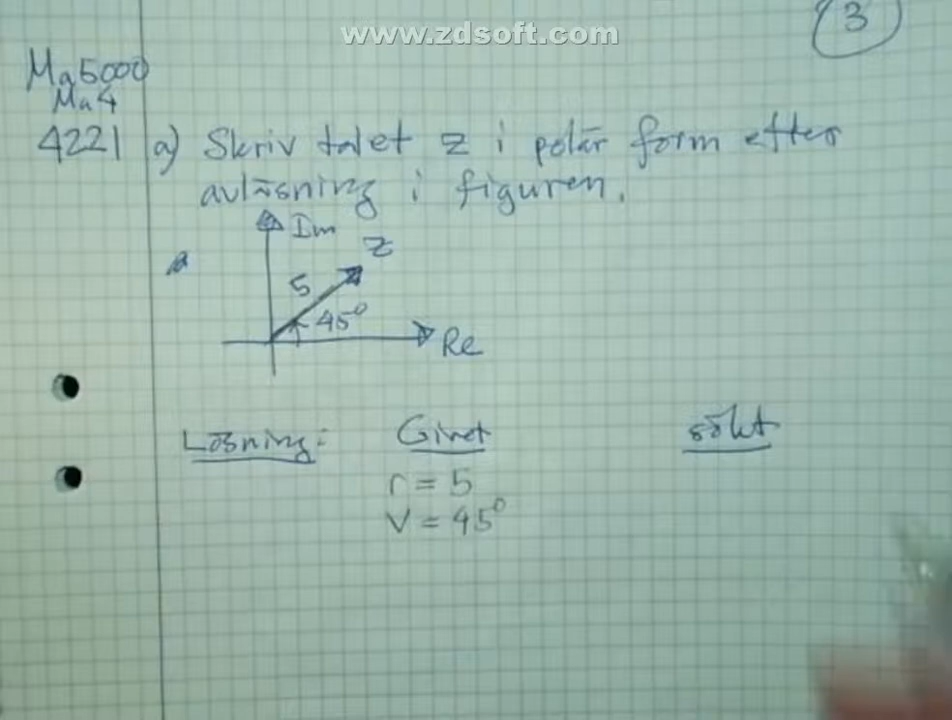 www.zdsoft.com
3
Ma5000
Ma4
4221 a) Skriv talet z i polär form efter
avläsning i figuren.
Im
z
5
45°
Re
Lösning: Givet sökt
r = 5
v = 45°